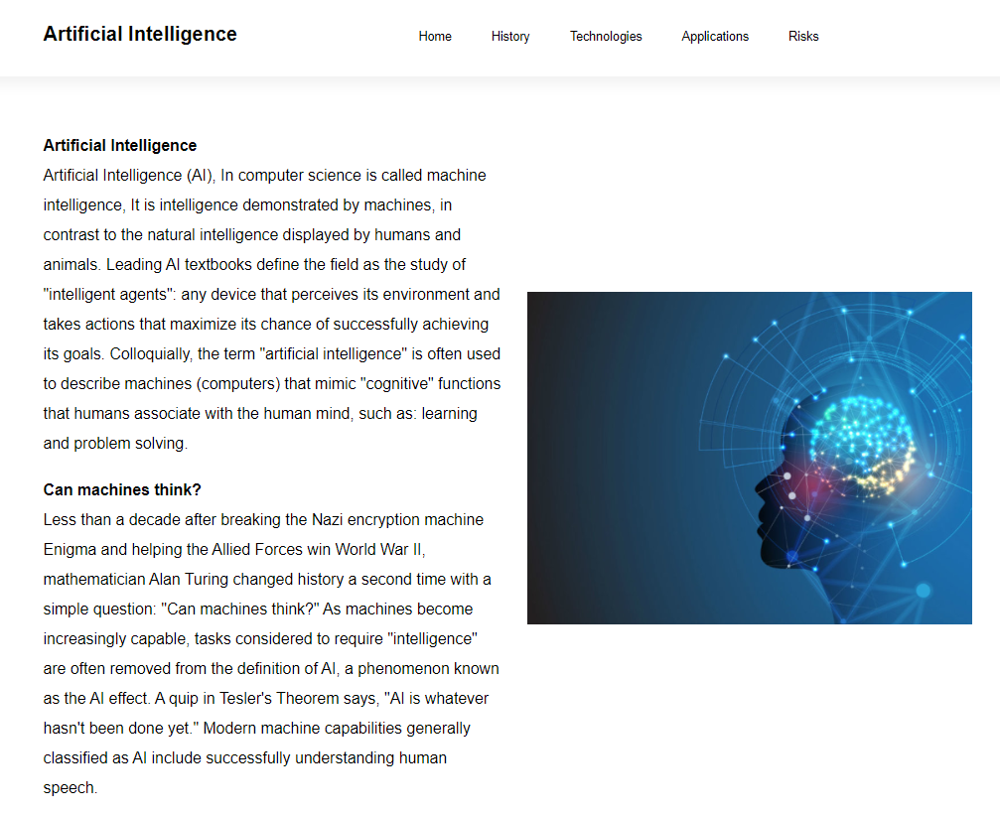 Artificial Intelligence
Home History Technologies Applications Risks
Artificial Intelligence
Artificial Intelligence (AI), In computer science is called machine
intelligence, It is intelligence demonstrated by machines, in
contrast to the natural intelligence displayed by humans and
animals. Leading AI textbooks define the field as the study of
"intelligent agents": any device that perceives its environment and
takes actions that maximize its chance of successfully achieving
its goals. Colloquially, the term "artificial intelligence" is often used
to describe machines (computers) that mimic "cognitive" functions
that humans associate with the human mind, such as: learning
and problem solving.
Can machines think?
Less than a decade after breaking the Nazi encryption machine
Enigma and helping the Allied Forces win World War II,
mathematician Alan Turing changed history a second time with a
simple question: "Can machines think?" As machines become
increasingly capable, tasks considered to require "intelligence"
are often removed from the definition of AI, a phenomenon known
as the AI effect. A quip in Tesler's Theorem says, "AI is whatever
hasn't been done yet." Modern machine capabilities generally
classified as AI include successfully understanding human
speech.